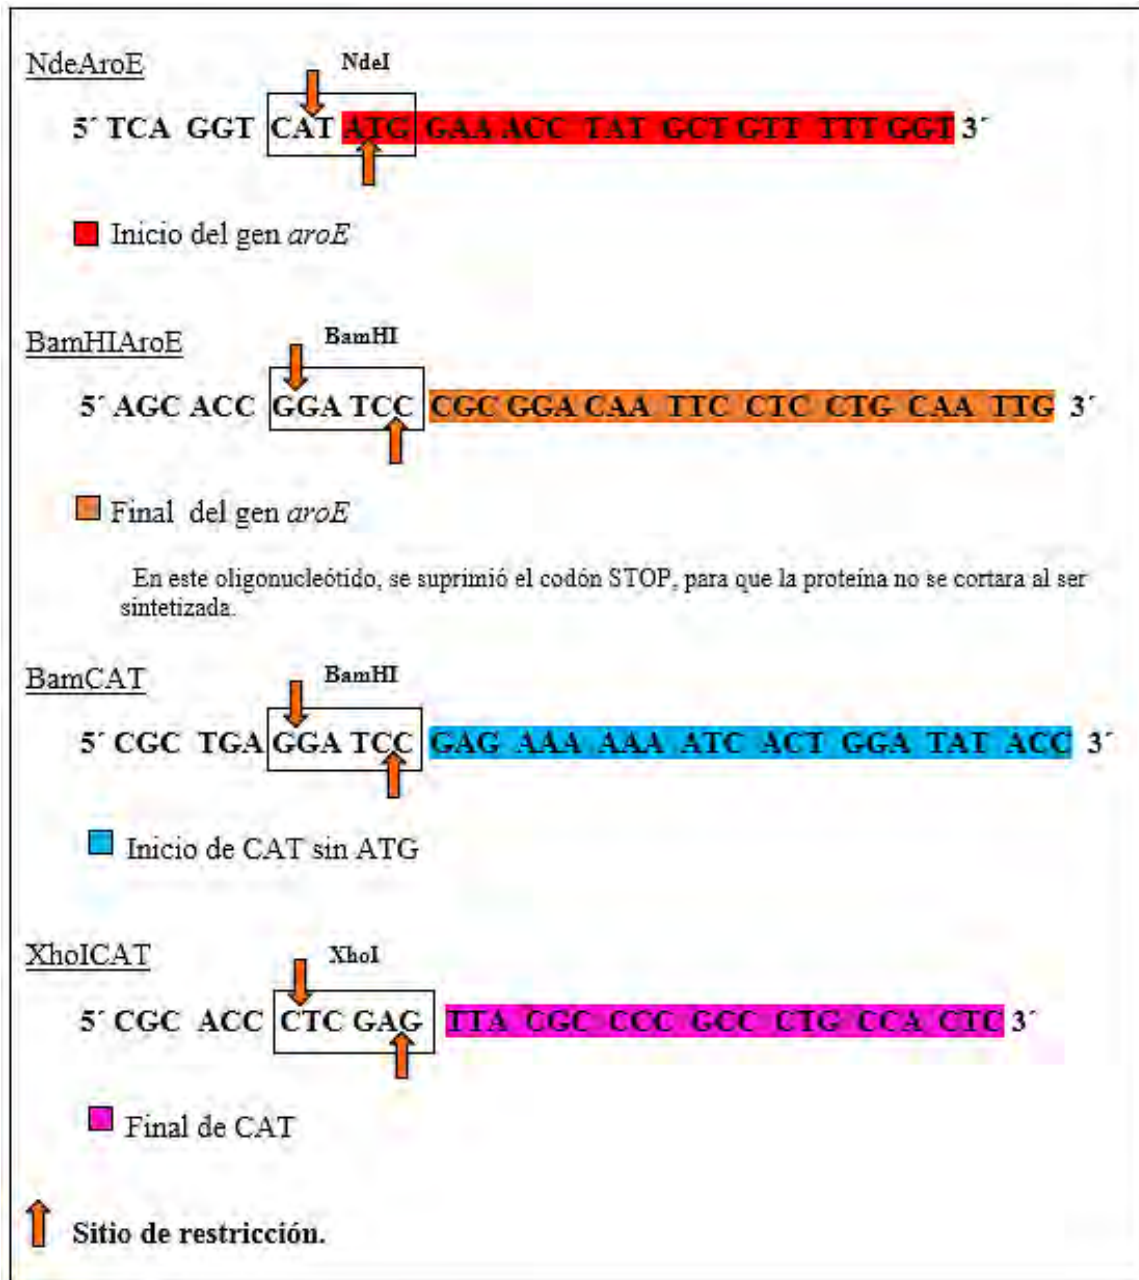 NdeAroE
NdeI
5´ TCA GGT CAT ATG GAA ACC TAT GCT GTT TTT GGT 3´
Inicio del gen aroE
BamHIAroE
BamHI
5´ AGC ACC GGA TCC CGC GGA CAA TTC CTC CTG CAA TTG 3´
Final del gen aroE
En este oligonucleótido, se suprimió el codón STOP, para que la proteína no se cortara al ser
sintetizada.
BamCAT
BamHI
5´ CGC TGA GGA TCC GAG AAA AAA ATC ACT GGA TAT ACC 3´
Inicio de CAT sin ATG
XhoICAT
XhoI
5´ CGC ACC CTC GAG TTA CGC CCC GCC CTG CCA CTC 3´
Final de CAT
Sitio de restricción.